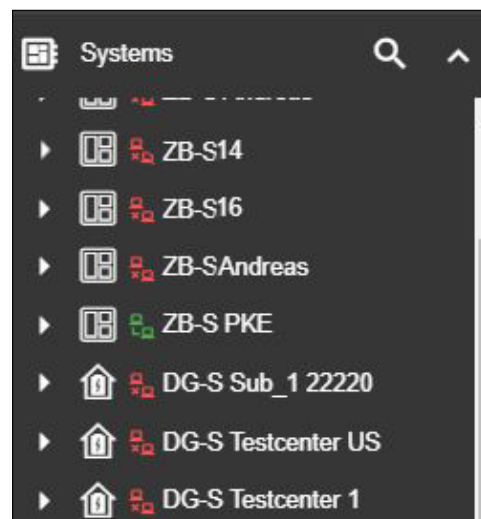 Systems
ZB-S14
ZB-S16
ZB-SAndreas
ZB-S PKE
DG-S Sub_1 22220
DG-S Testcenter US
DG-S Testcenter 1